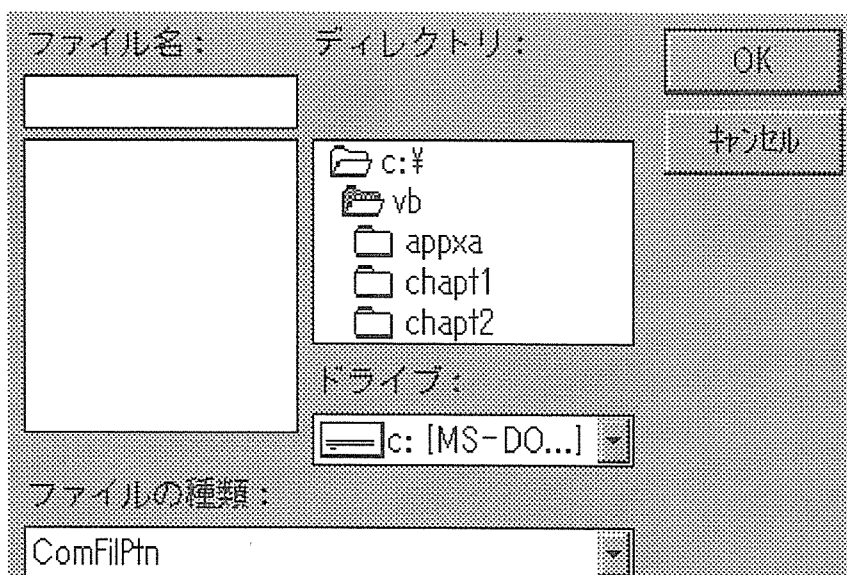 ファイル名:
ディレクトリ:
OK
キャンセル
c:¥
vb
appxa
chapt1
chapt2
ドライブ:
c: [MS-DO...]
ファイルの種類:
ComFilPtn